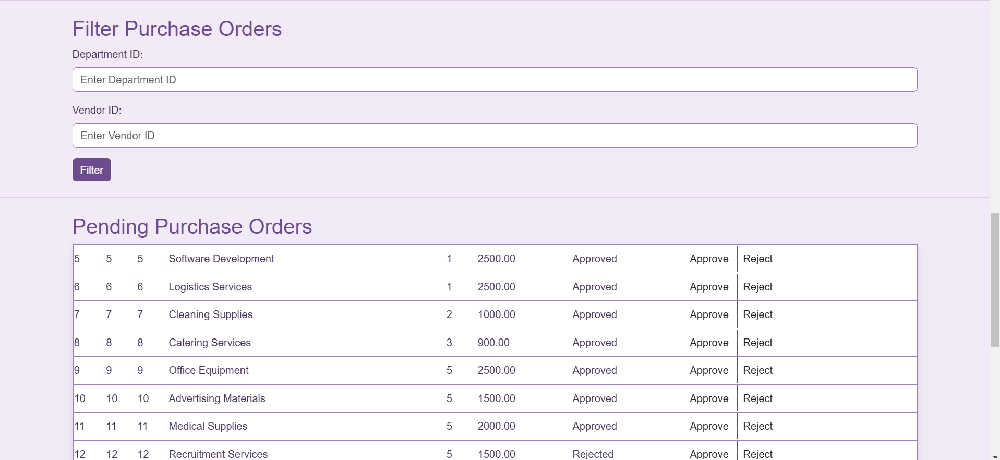 Filter Purchase Orders
Department ID:
Enter Department ID
Vendor ID:
Enter Vendor ID
Filter
Pending Purchase Orders
5 5 5 Software Development 1 2500.00 Approved Approve Reject
6 6 6 Logistics Services 1 2500.00 Approved Approve Reject
7 7 7 Cleaning Supplies 2 1000.00 Approved Approve Reject
8 8 8 Catering Services 3 900.00 Approved Approve Reject
9 9 9 Office Equipment 5 2500.00 Approved Approve Reject
10 10 10 Advertising Materials 5 1500.00 Approved Approve Reject
11 11 11 Medical Supplies 5 2000.00 Approved Approve Reject
12 12 12 Recruitment Services 5 1500.00 Rejected Approve Reject